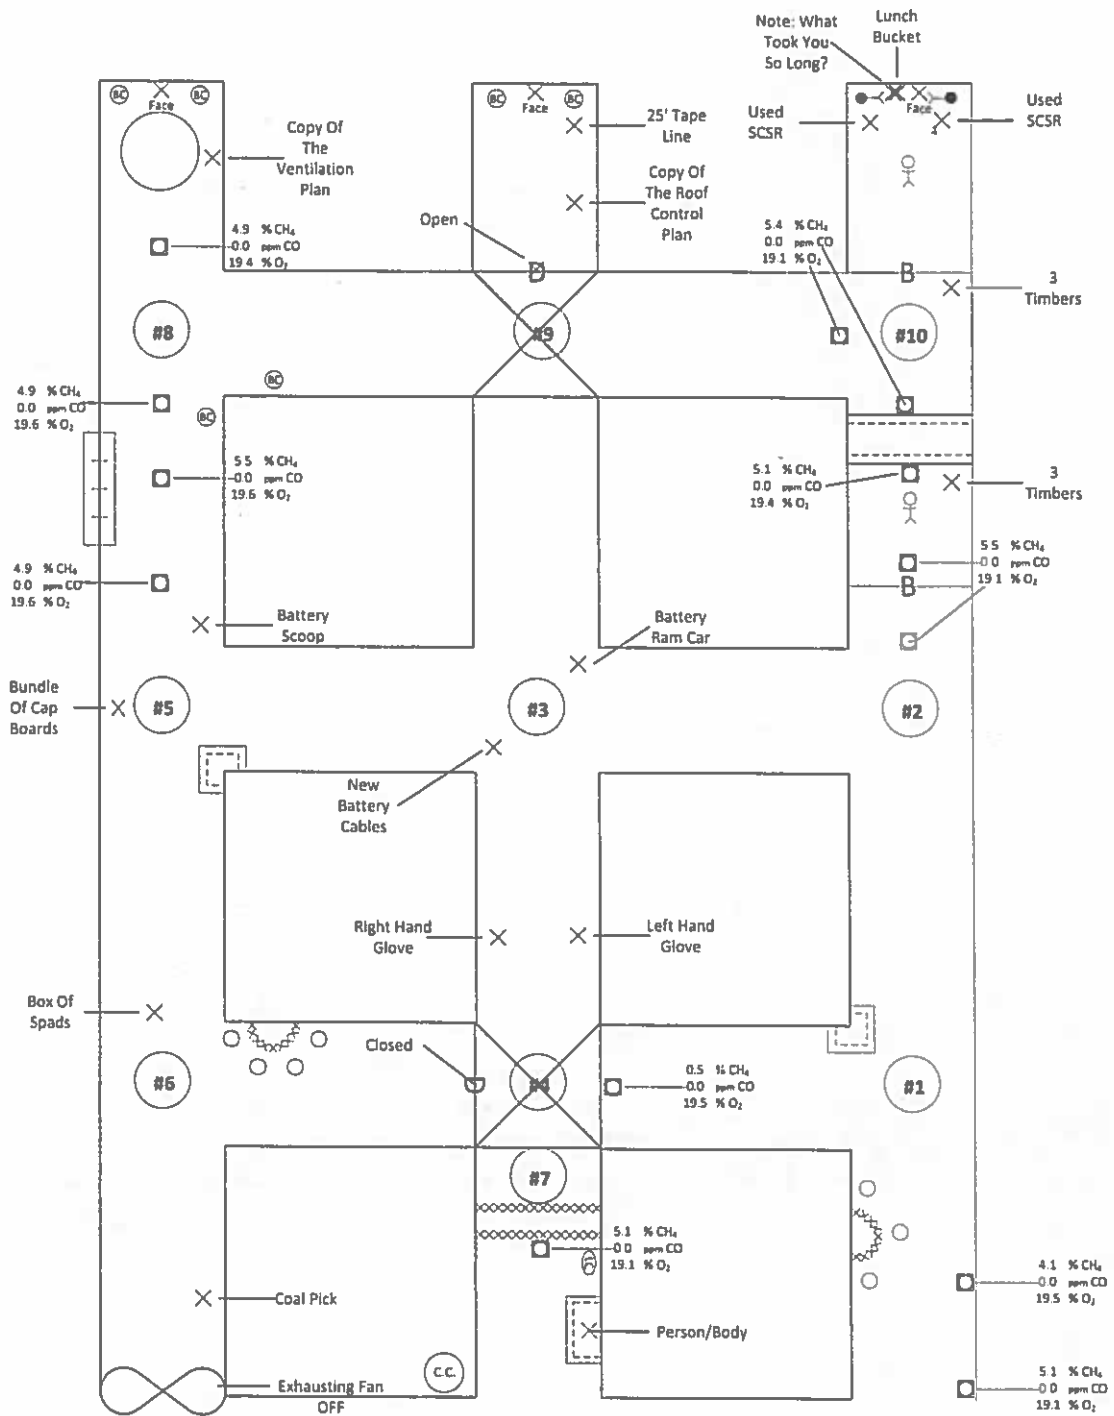 Note: What
Took You
So Long?
Lunch
Bucket
BC
Face
BC
BC
Face
BC
Face
4
Used
SCSR
Used
SCSR
Copy Of
The
Ventilation
Plan
25' Tape
Line
Copy Of
The Roof
Control
Plan
Open
4.9 % CH₄
0.0 ppm CO
19.4 % O₂
5.4 % CH₄
0.0 ppm CO
19.1 % O₂
B
3
Timbers
#8
#9
#10
BC
BC
4.9 % CH₄
0.0 ppm CO
19.6 % O₂
5.5 % CH₄
0.0 ppm CO
19.6 % O₂
5.1 % CH₄
0.0 ppm CO
19.4 % O₂
3
Timbers
5.5 % CH₄
0.0 ppm CO
19.1 % O₂
B
4.9 % CH₄
0.0 ppm CO
19.6 % O₂
Battery
Scoop
Battery
Ram Car
Bundle
Of Cap
Boards
#5
#3
#2
New
Battery
Cables
Right Hand
Glove
Left Hand
Glove
Box Of
Spads
Closed
#6
#4
0.5 % CH₄
0.0 ppm CO
19.5 % O₂
#1
#7
5.1 % CH₄
0.0 ppm CO
19.1 % O₂
4.1 % CH₄
0.0 ppm CO
19.5 % O₂
Coal Pick
Person/Body
C.C.
Exhausting Fan
OFF
5.1 % CH₄
0.0 ppm CO
19.1 % O₂